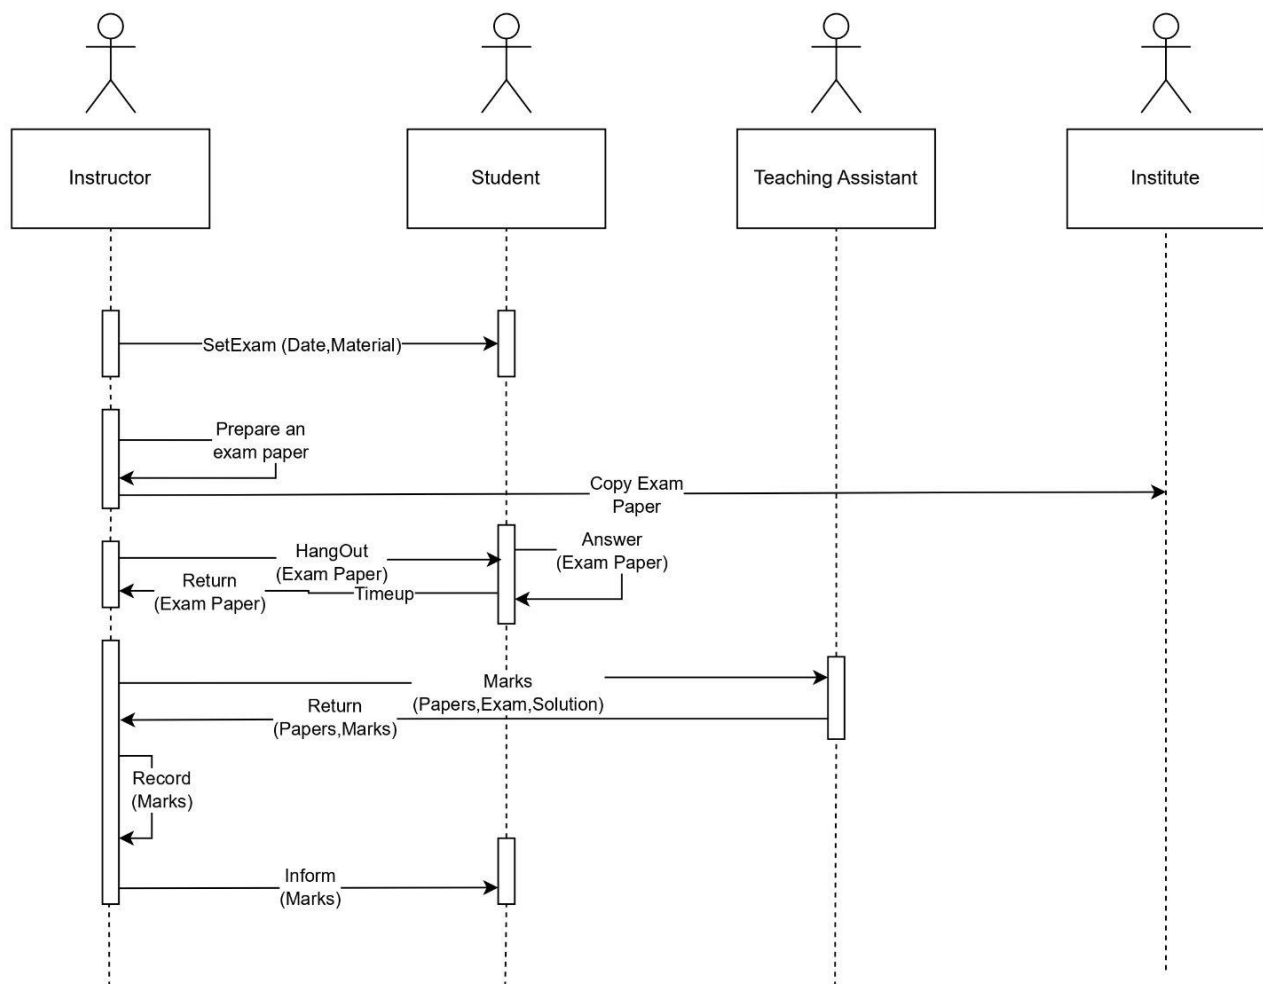 Instructor
Student
Teaching Assistant
Institute
SetExam (Date,Material)
Prepare an
exam paper
Copy Exam
Paper
HangOut
(Exam Paper)
Answer
(Exam Paper)
Return
(Exam Paper)
Timeup
Marks
(Papers,Exam,Solution)
Return
(Papers,Marks)
Record
(Marks)
Inform
(Marks)